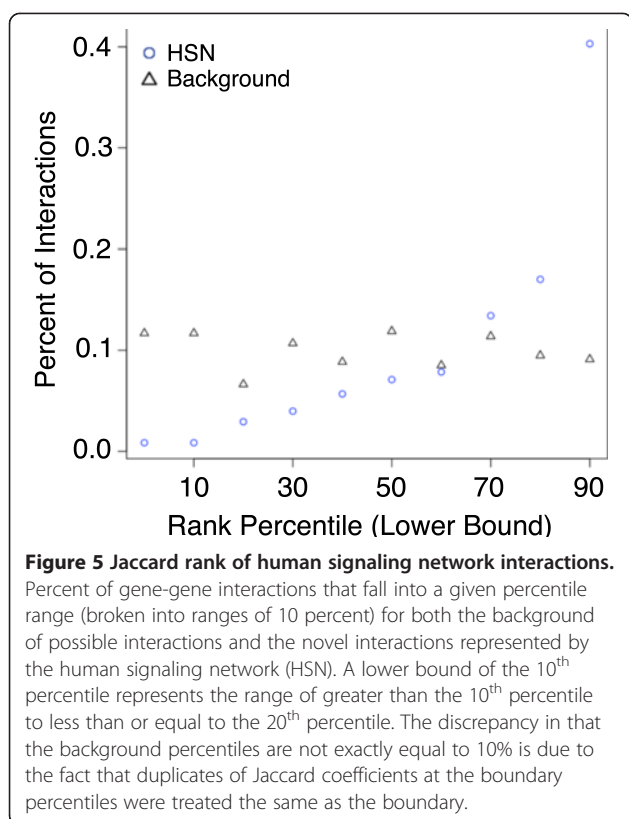 0.4
0.3
0.2
0.1
0.0
Percent of Interactions
HSN
Background
10 30 50 70 90
Rank Percentile (Lower Bound)
Figure 5 Jaccard rank of human signaling network interactions.
Percent of gene-gene interactions that fall into a given percentile
range (broken into ranges of 10 percent) for both the background
of possible interactions and the novel interactions represented by
the human signaling network (HSN). A lower bound of the 10th
percentile represents the range of greater than the 10th percentile
to less than or equal to the 20th percentile. The discrepancy in that
the background percentiles are not exactly equal to 10% is due to
the fact that duplicates of Jaccard coefficients at the boundary
percentiles were treated the same as the boundary.